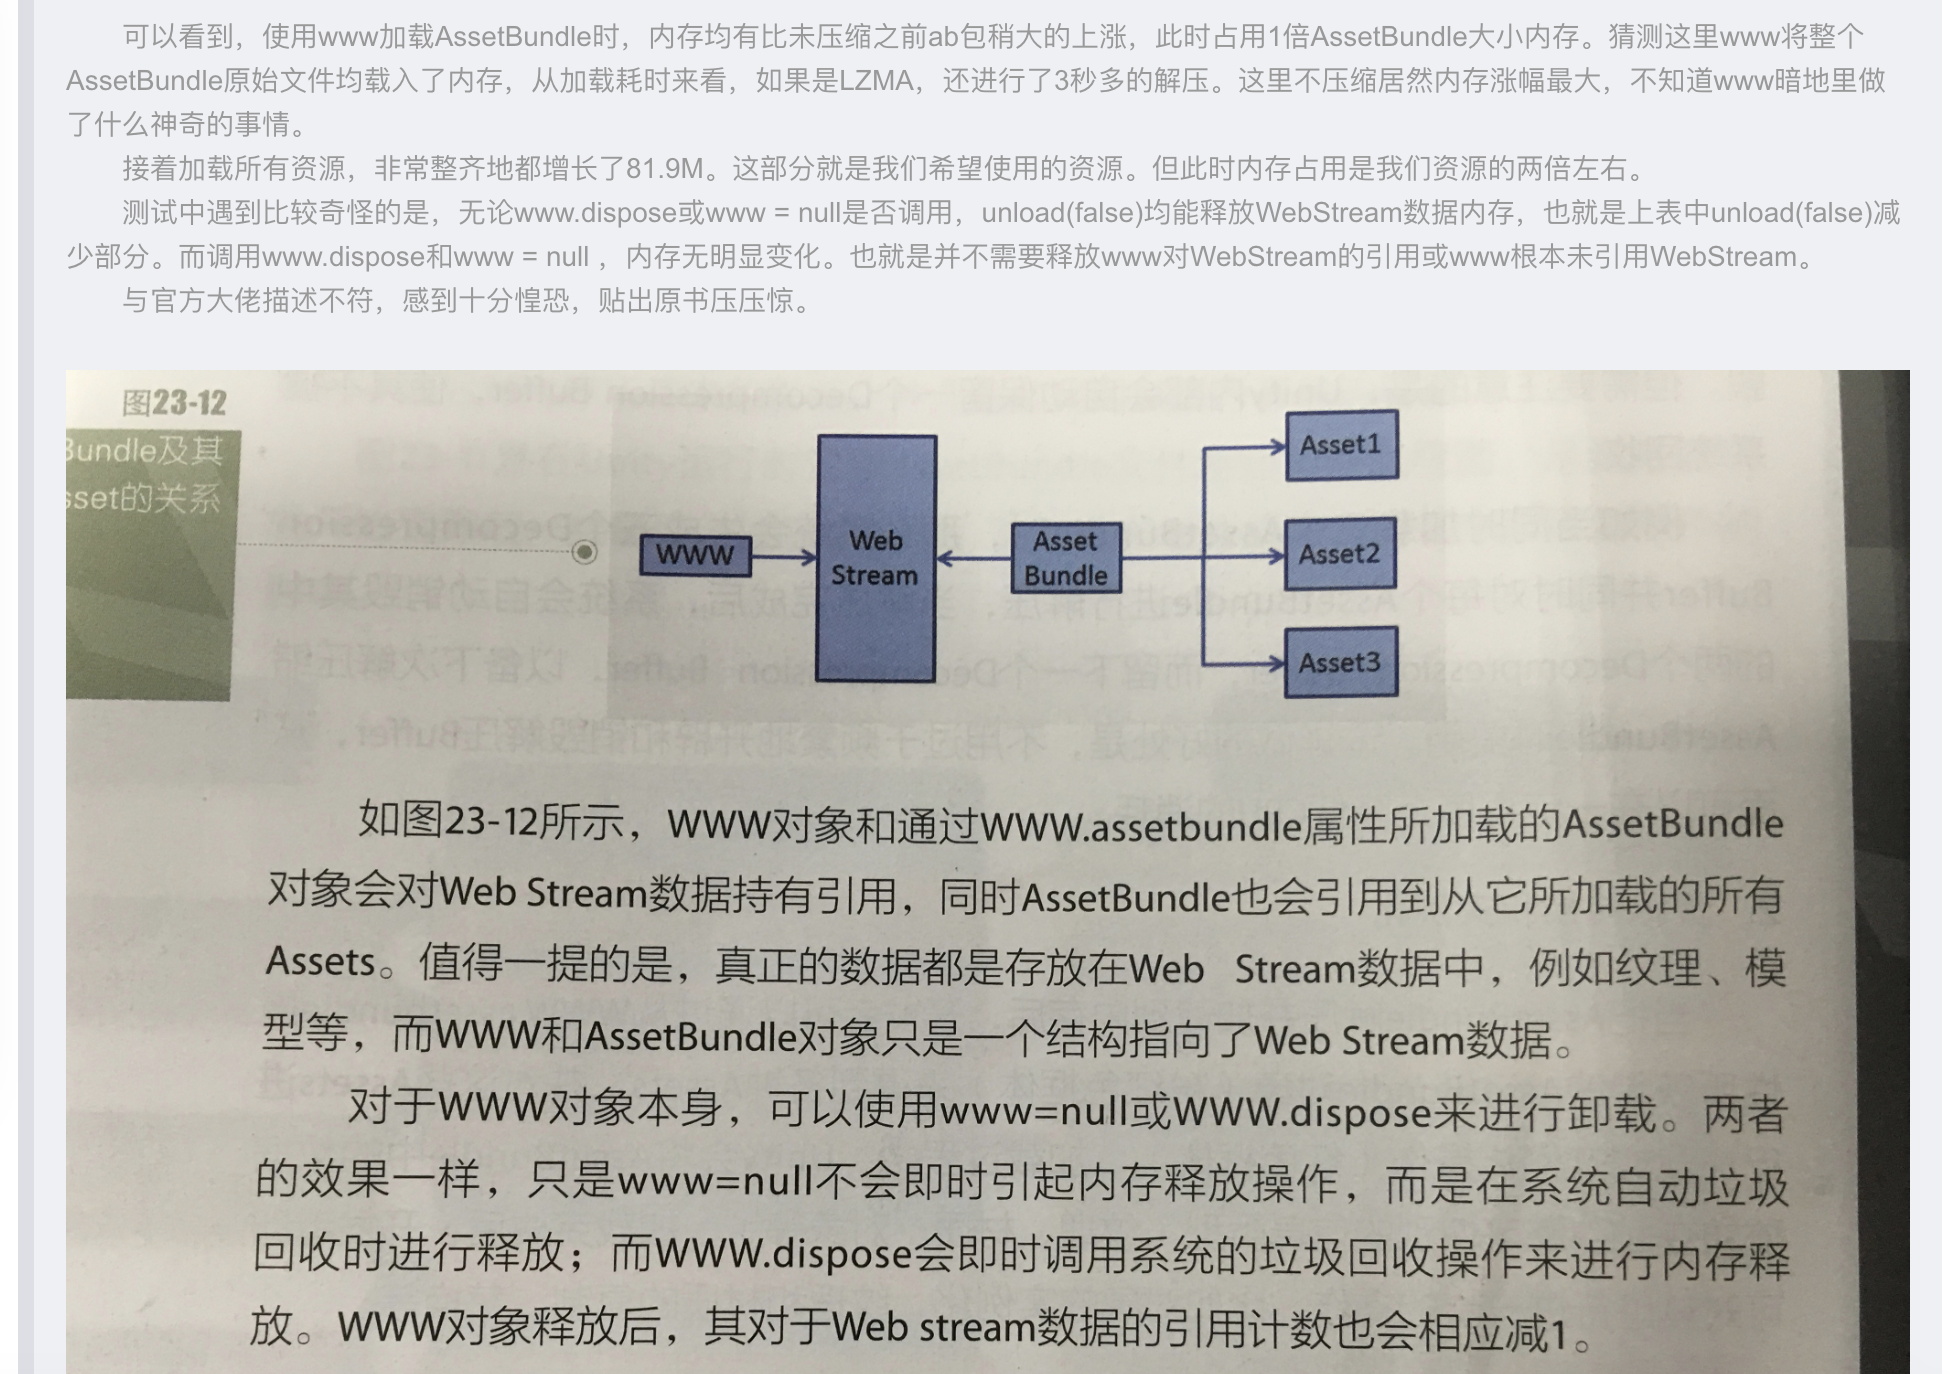 可以看到，使用www加载AssetBundle时，内存均有比未压缩之前ab包稍大的上涨，此时占用1倍AssetBundle大小内存。猜测这里www将整个
AssetBundle原始文件均载入了内存，从加载耗时来看，如果是LZMA，还进行了3秒多的解压。这里不压缩居然内存涨幅最大，不知道www暗地里做
了什么神奇的事情。
接着加载所有资源，非常整齐地都增长了81.9M。这部分就是我们希望使用的资源。但此时内存占用是我们资源的两倍左右。
测试中遇到比较奇怪的是，无论www.dispose或www = null是否调用，unload(false)均能释放WebStream数据内存，也就是上表中unload(false)减
少部分。而调用www.dispose和www = null ，内存无明显变化。也就是并不需要释放www对WebStream的引用或www根本未引用WebStream。
与官方大佬描述不符，感到十分惶恐，贴出原书压压惊。
图23-12
Bundle及其
sset的关系
WWW
Web
Stream
Asset
Bundle
Asset1
Asset2
Asset3
如图23-12所示，WWW对象和通过WWW.assetbundle属性所加载的AssetBundle
对象会对Web Stream数据持有引用，同时AssetBundle也会引用到从它所加载的所有
Assets。值得一提的是，真正的数据都是存放在Web Stream数据中，例如纹理、模
型等，而WWW和AssetBundle对象只是一个结构指向了Web Stream数据。
对于WWW对象本身，可以使用www=null或WWW.dispose来进行卸载。两者
的效果一样，只是www=null不会即时引起内存释放操作，而是在系统自动垃圾
回收时进行释放；而WWW.dispose会即时调用系统的垃圾回收操作来进行内存释
放。WWW对象释放后，其对于Web stream数据的引用计数也会相应减1。